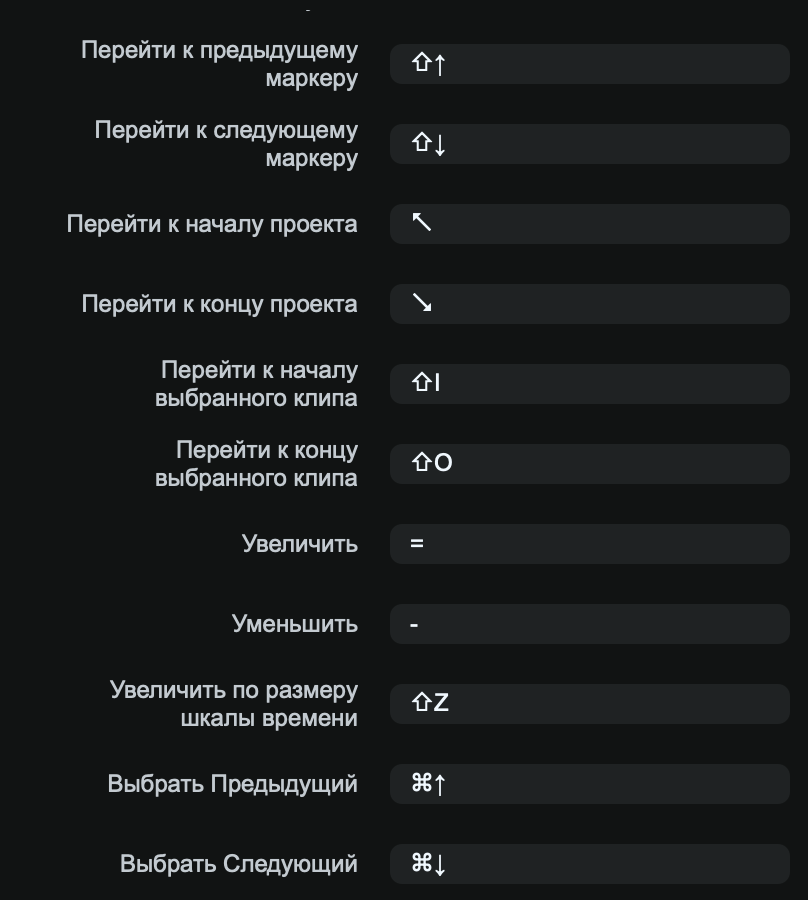 Перейти к предыдущему
маркеру
⇧↑
Перейти к следующему
маркеру
⇧↓
Перейти к началу проекта
↖
Перейти к концу проекта
↘
Перейти к началу
выбранного клипа
⇧I
Перейти к концу
выбранного клипа
⇧O
Увеличить
=
Уменьшить
-
Увеличить по размеру
шкалы времени
⇧Z
Выбрать Предыдущий
⌘↑
Выбрать Следующий
⌘↓